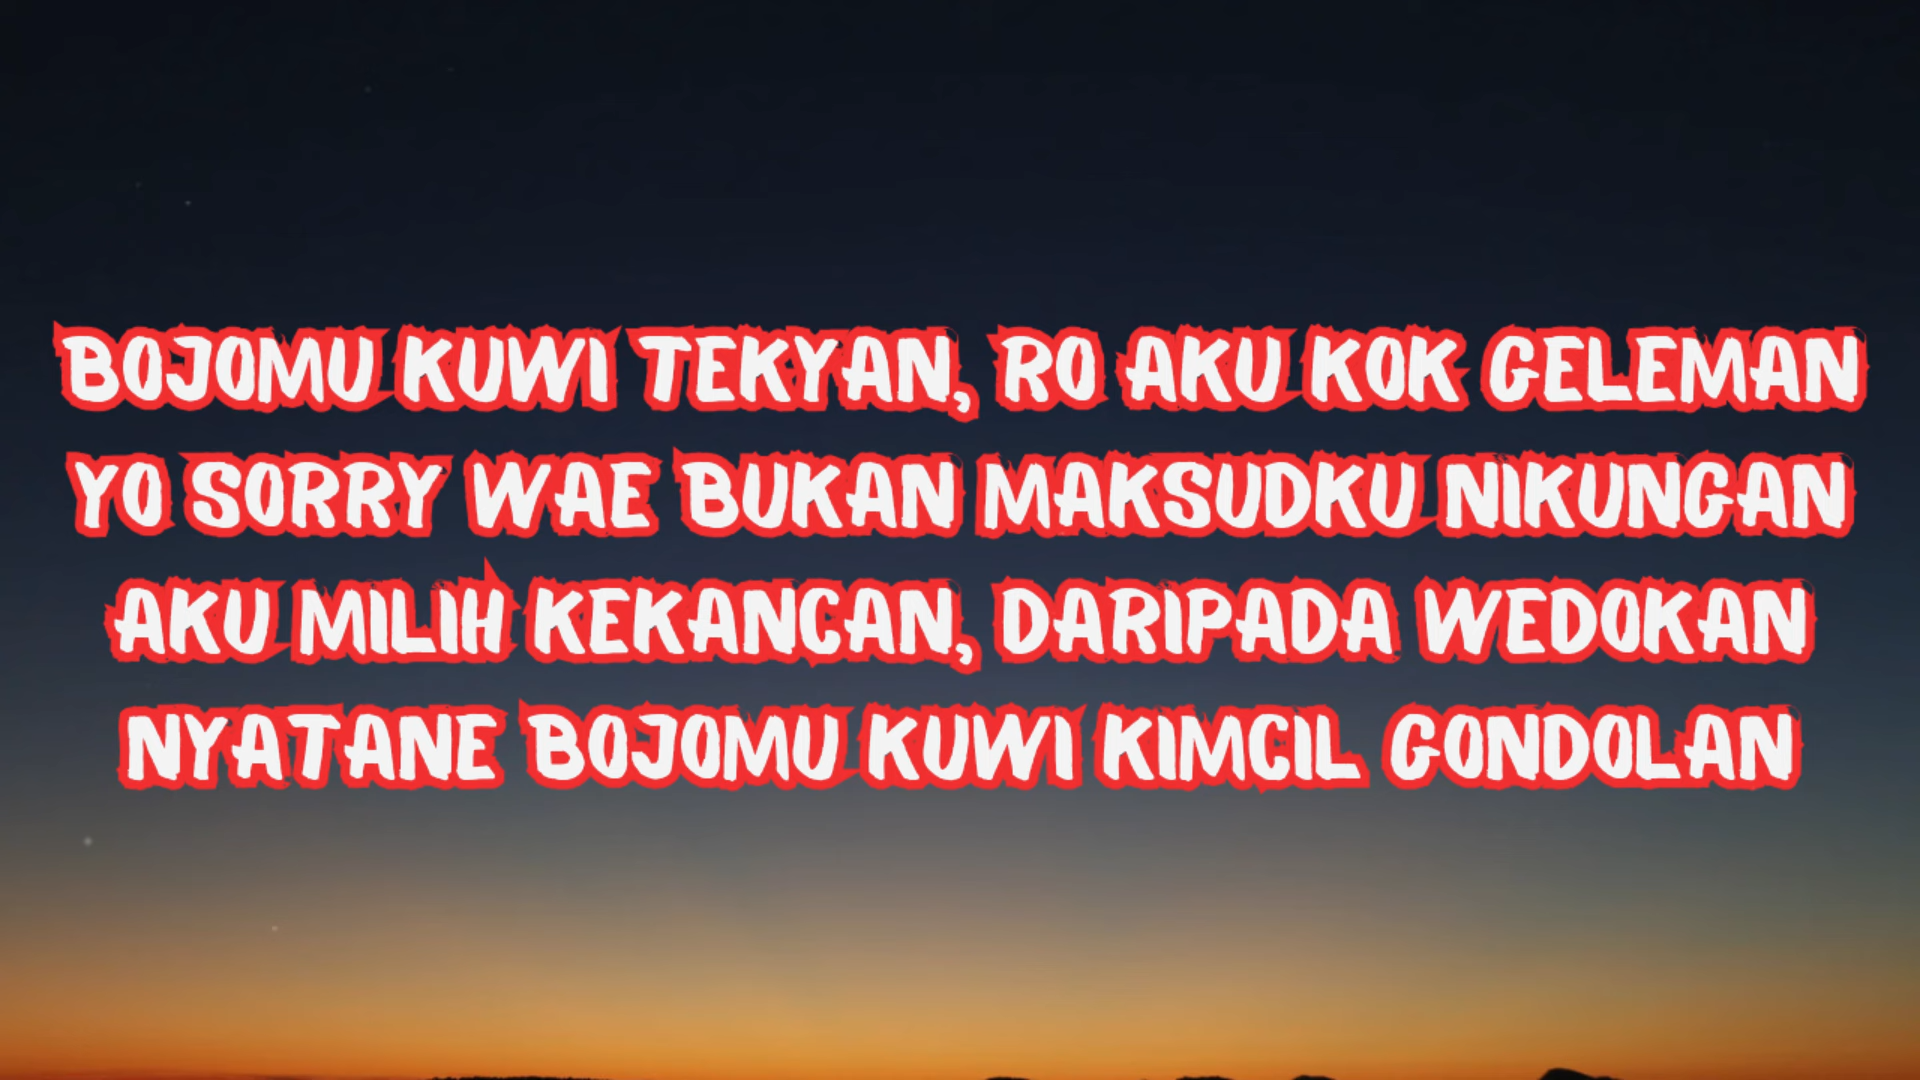 BOJOMU KUWI TEKYAN, RO AKU KOK GELEMAN
YO SORRY WAE BUKAN MAKSUDKU NIKUNGAN
AKU MILIH KEKANCAN, DARIPADA WEDOKAN
NYATANE BOJOMU KUWI KIMCIL GONDOLAN